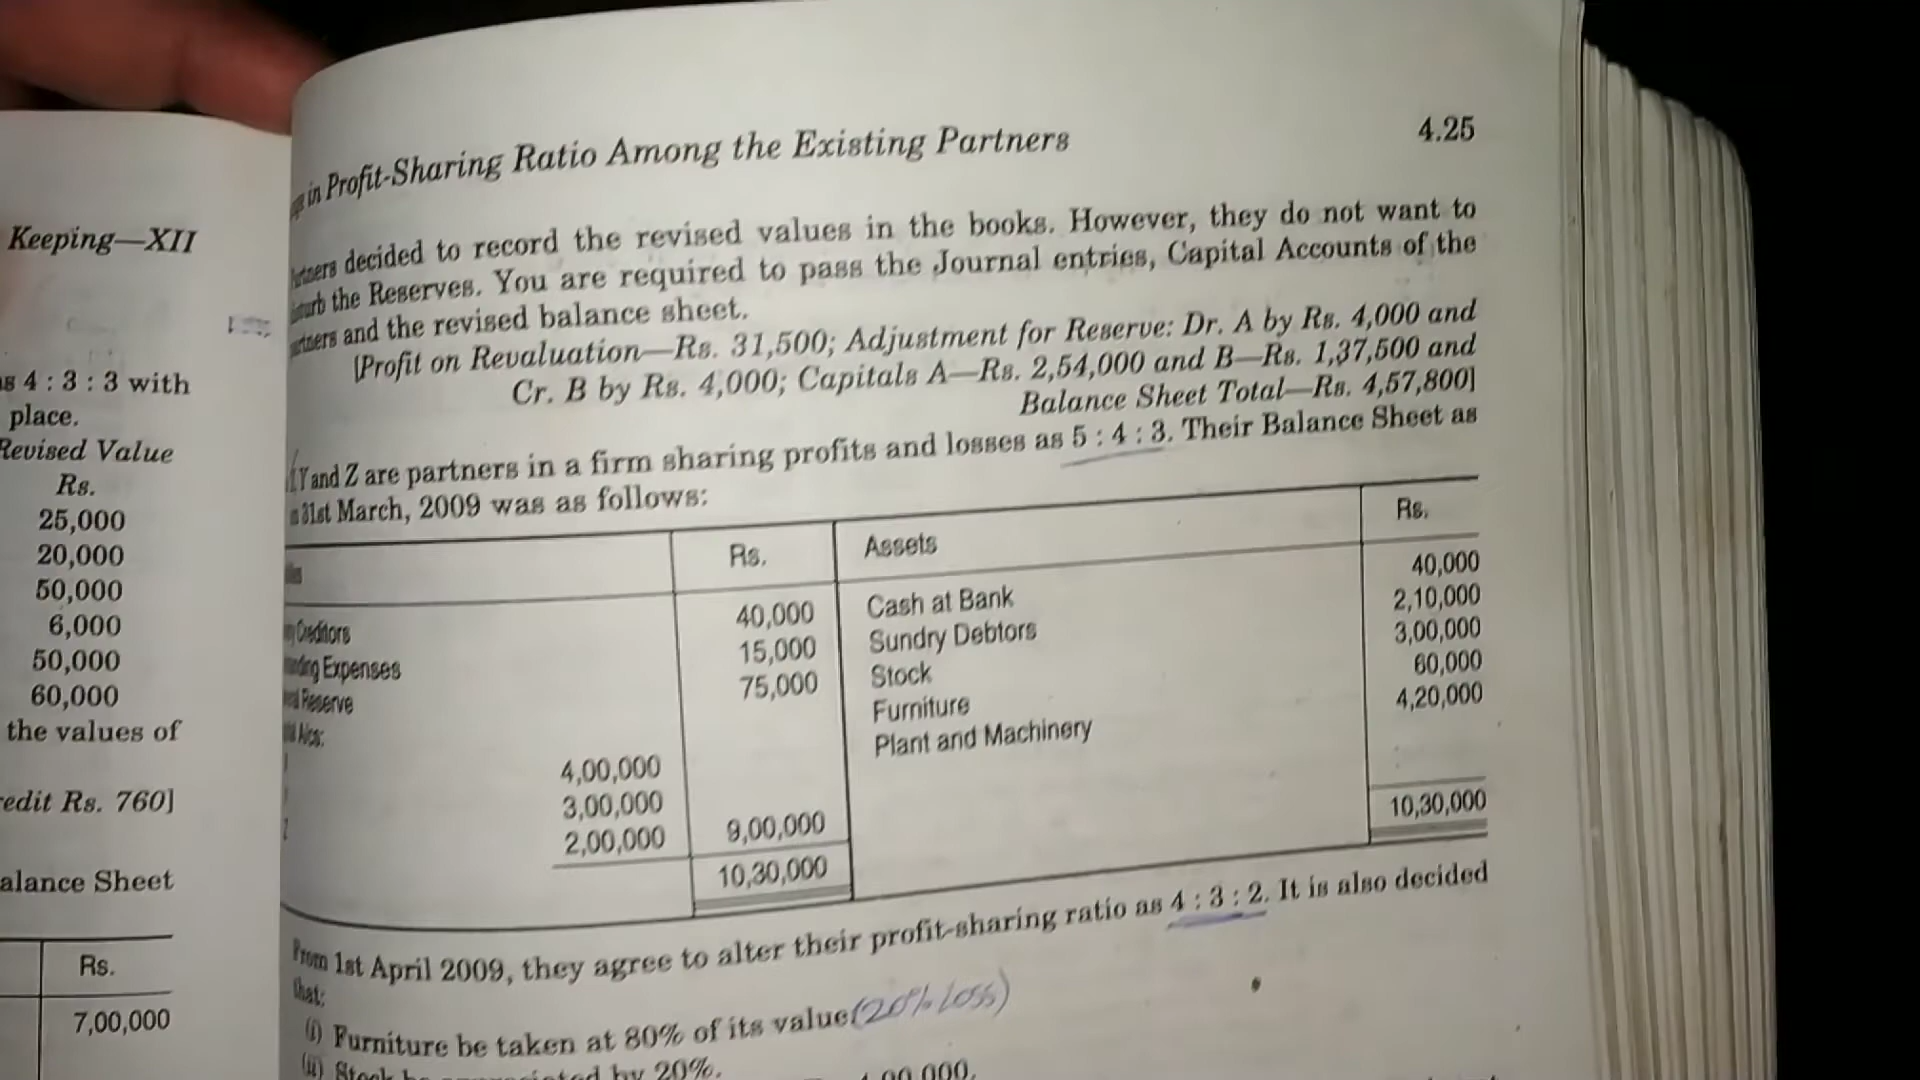 in Profit-Sharing Ratio Among the Existing Partners
4.25
decided to record the revised values in the books. However, they do not want to
the Reserves. You are required to pass the Journal entries, Capital Accounts of the
and the revised balance sheet.
[Profit on Revaluation—Rs. 31,500; Adjustment for Reserve: Dr. A by Rs. 4,000 and
Cr. B by Rs. 4,000; Capitals A—Rs. 2,54,000 and B—Rs. 1,37,500 and
Balance Sheet Total—Rs. 4,57,800]
Y and Z are partners in a firm sharing profits and losses as 5 : 4 : 3. Their Balance Sheet as
31st March, 2009 was as follows:
Rs. Assets Rs.
Creditors 40,000 Cash at Bank 40,000
Expenses 15,000 Sundry Debtors 2,10,000
Reserve 75,000 Stock 3,00,000
Furniture 60,000
Plant and Machinery 4,20,000
4,00,000
3,00,000
Z 2,00,000 9,00,000
10,30,000 10,30,000
From 1st April 2009, they agree to alter their profit-sharing ratio as 4 : 3 : 2. It is also decided
that:
(i) Furniture be taken at 80% of its value (20% loss)
(ii) Stock be appreciated by 20%.
Keeping—XII
4 : 3 : 3 with
place.
Revised Value
Rs.
25,000
20,000
50,000
6,000
50,000
60,000
the values of
Rs. 760]
Balance Sheet
Rs.
7,00,000